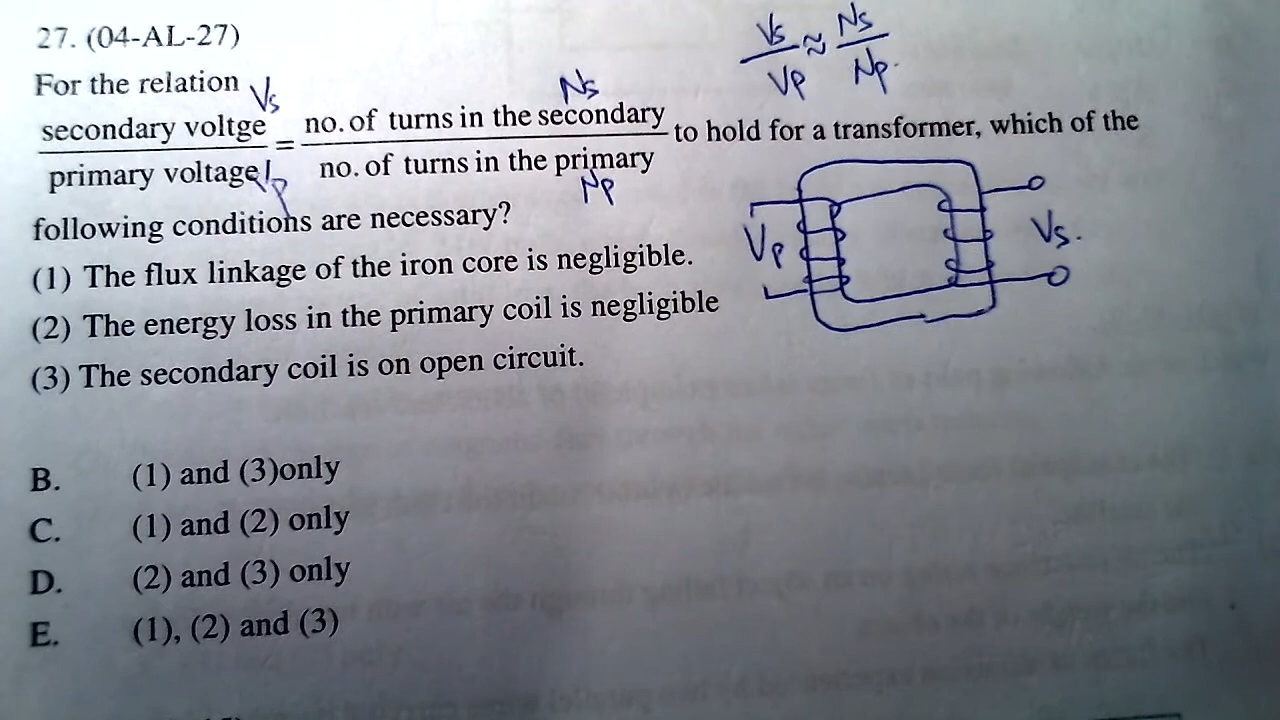 27. (04-AL-27)
Vs/Vp ≈ Ns/Np.
For the relation
Vs Ns
secondary voltge = no. of turns in the secondary to hold for a transformer, which of the
primary voltage no. of turns in the primary
Vp Np
following conditions are necessary?
(1) The flux linkage of the iron core is negligible.
(2) The energy loss in the primary coil is negligible
(3) The secondary coil is on open circuit.
Vp Vs.
B. (1) and (3)only
C. (1) and (2) only
D. (2) and (3) only
E. (1), (2) and (3)